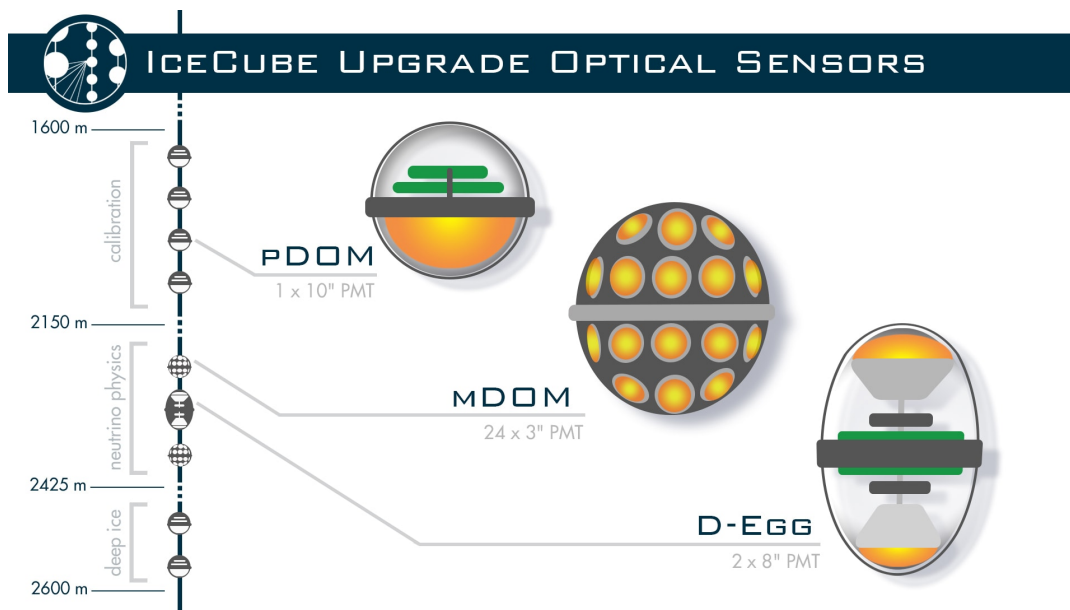 IceCube Upgrade Optical Sensors
1600 m
calibration
pDOM
1 x 10" PMT
2150 m
neutrino physics
mDOM
24 x 3" PMT
2425 m
D-Egg
2 x 8" PMT
deep ice
2600 m